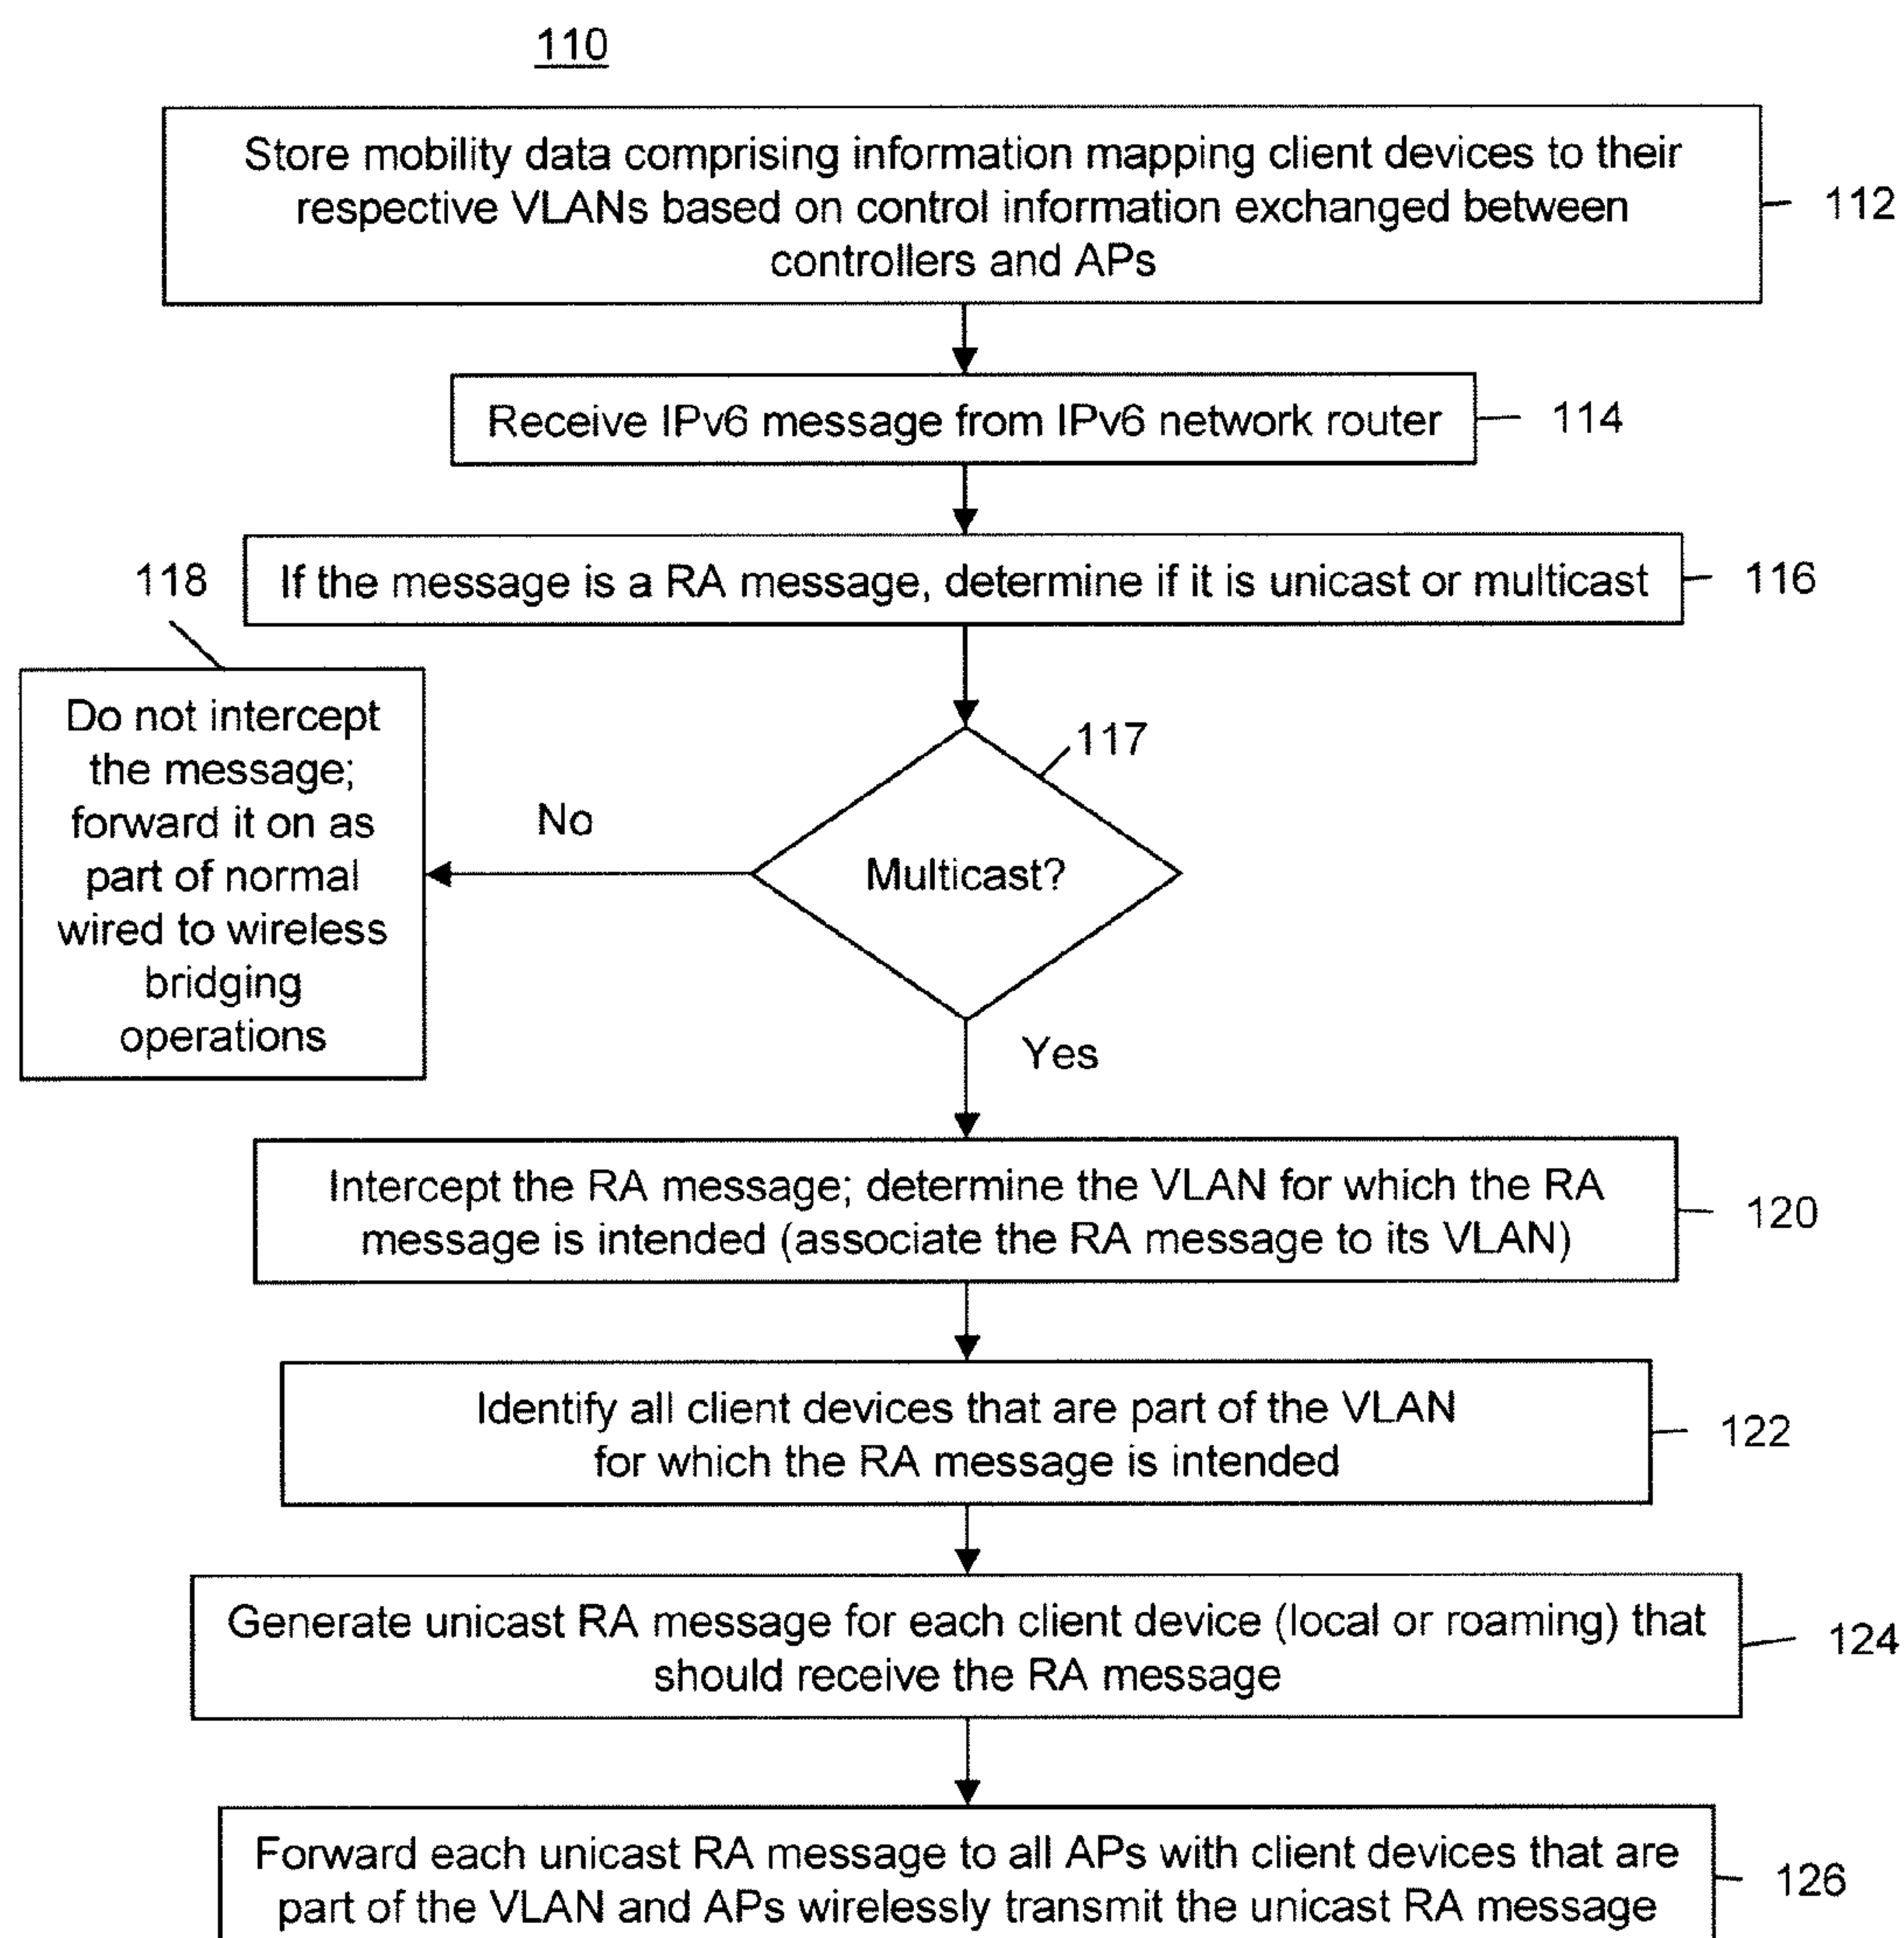 110
Store mobility data comprising information mapping client devices to their
respective VLANs based on control information exchanged between
controllers and APs
112
Receive IPv6 message from IPv6 network router
114
If the message is a RA message, determine if it is unicast or multicast
116
118
Do not intercept
the message;
forward it on as
part of normal
wired to wireless
bridging
operations
117
No
Multicast?
Yes
Intercept the RA message; determine the VLAN for which the RA
message is intended (associate the RA message to its VLAN)
120
Identify all client devices that are part of the VLAN
for which the RA message is intended
122
Generate unicast RA message for each client device (local or roaming) that
should receive the RA message
124
Forward each unicast RA message to all APs with client devices that are
part of the VLAN and APs wirelessly transmit the unicast RA message
126